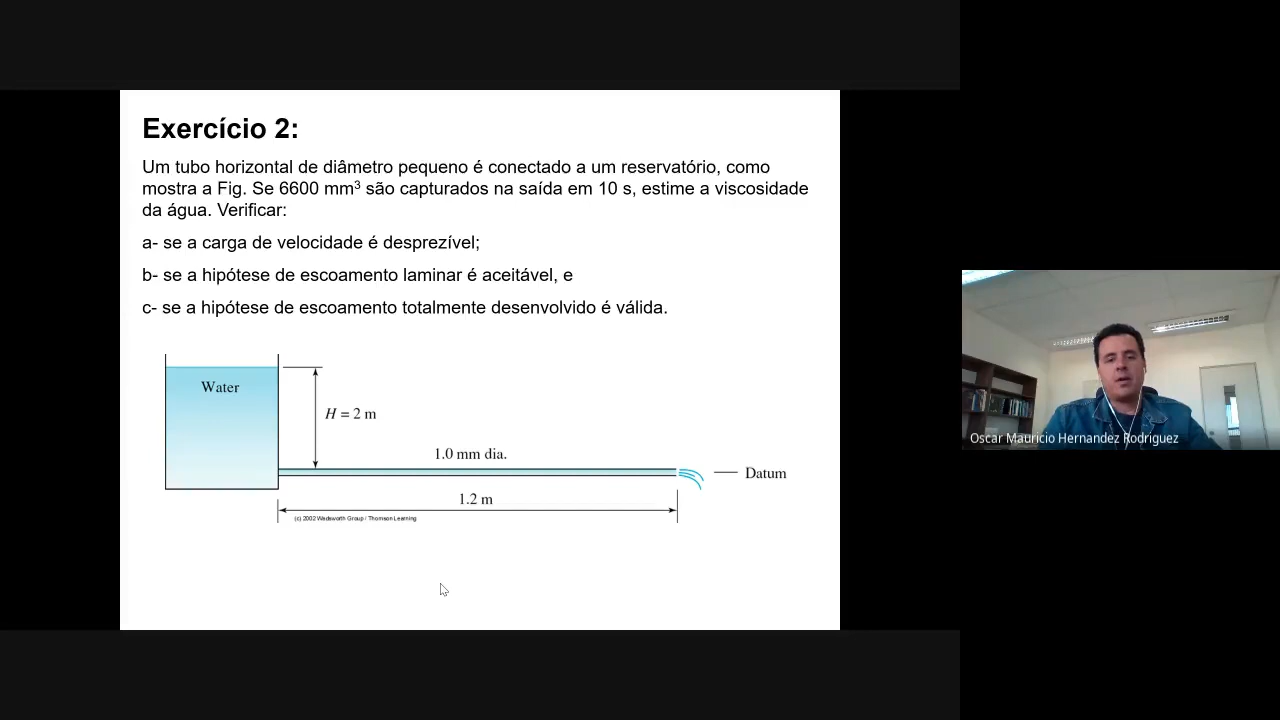 Exercício 2:
Um tubo horizontal de diâmetro pequeno é conectado a um reservatório, como
mostra a Fig. Se 6600 mm³ são capturados na saída em 10 s, estime a viscosidade
da água. Verificar:
a- se a carga de velocidade é desprezível;
b- se a hipótese de escoamento laminar é aceitável, e
c- se a hipótese de escoamento totalmente desenvolvido é válida.
Water
H = 2 m
1.0 mm dia.
Datum
1.2 m
(c) 2002 Wadsworth Group / Thomson Learning
Oscar Mauricio Hernandez Rodriguez